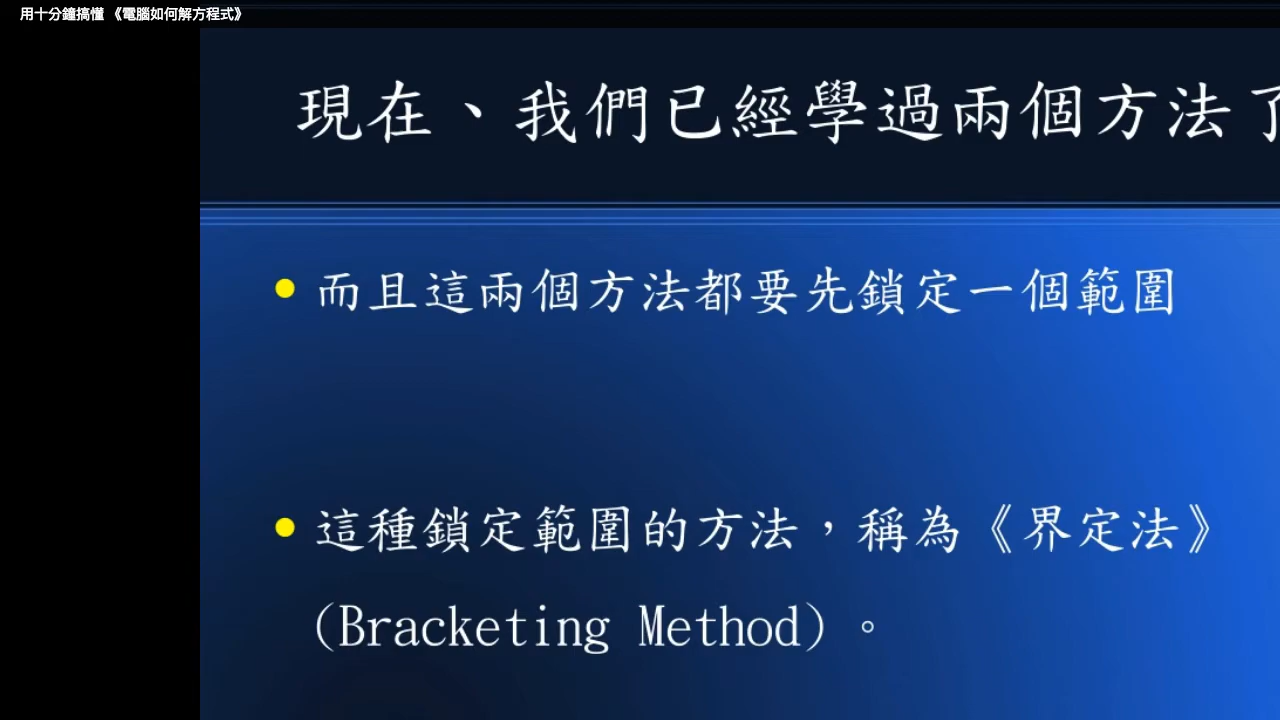 用十分鐘搞懂 《電腦如何解方程式》
現在、我們已經學過兩個方法了
而且這兩個方法都要先鎖定一個範圍
這種鎖定範圍的方法，稱為《界定法》
(Bracketing Method)。